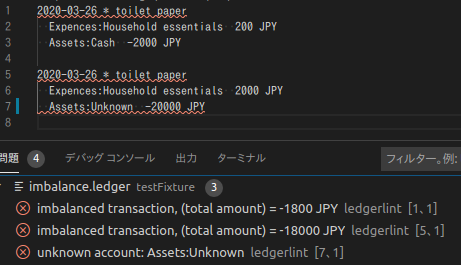 1 2020-03-26 * toilet paper
2 Expences:Household essentials 200 JPY
3 Assets:Cash -2000 JPY
4
5 2020-03-26 * toilet paper
6 Expences:Household essentials 2000 JPY
7 Assets:Unknown -20000 JPY
8
問題 4 デバッグ コンソール 出力 ターミナル フィルター。例:
imbalance.ledger testFixture 3
imbalanced transaction, (total amount) = -1800 JPY ledgerlint [1、1]
imbalanced transaction, (total amount) = -18000 JPY ledgerlint [5、1]
unknown account: Assets:Unknown ledgerlint [7、1]